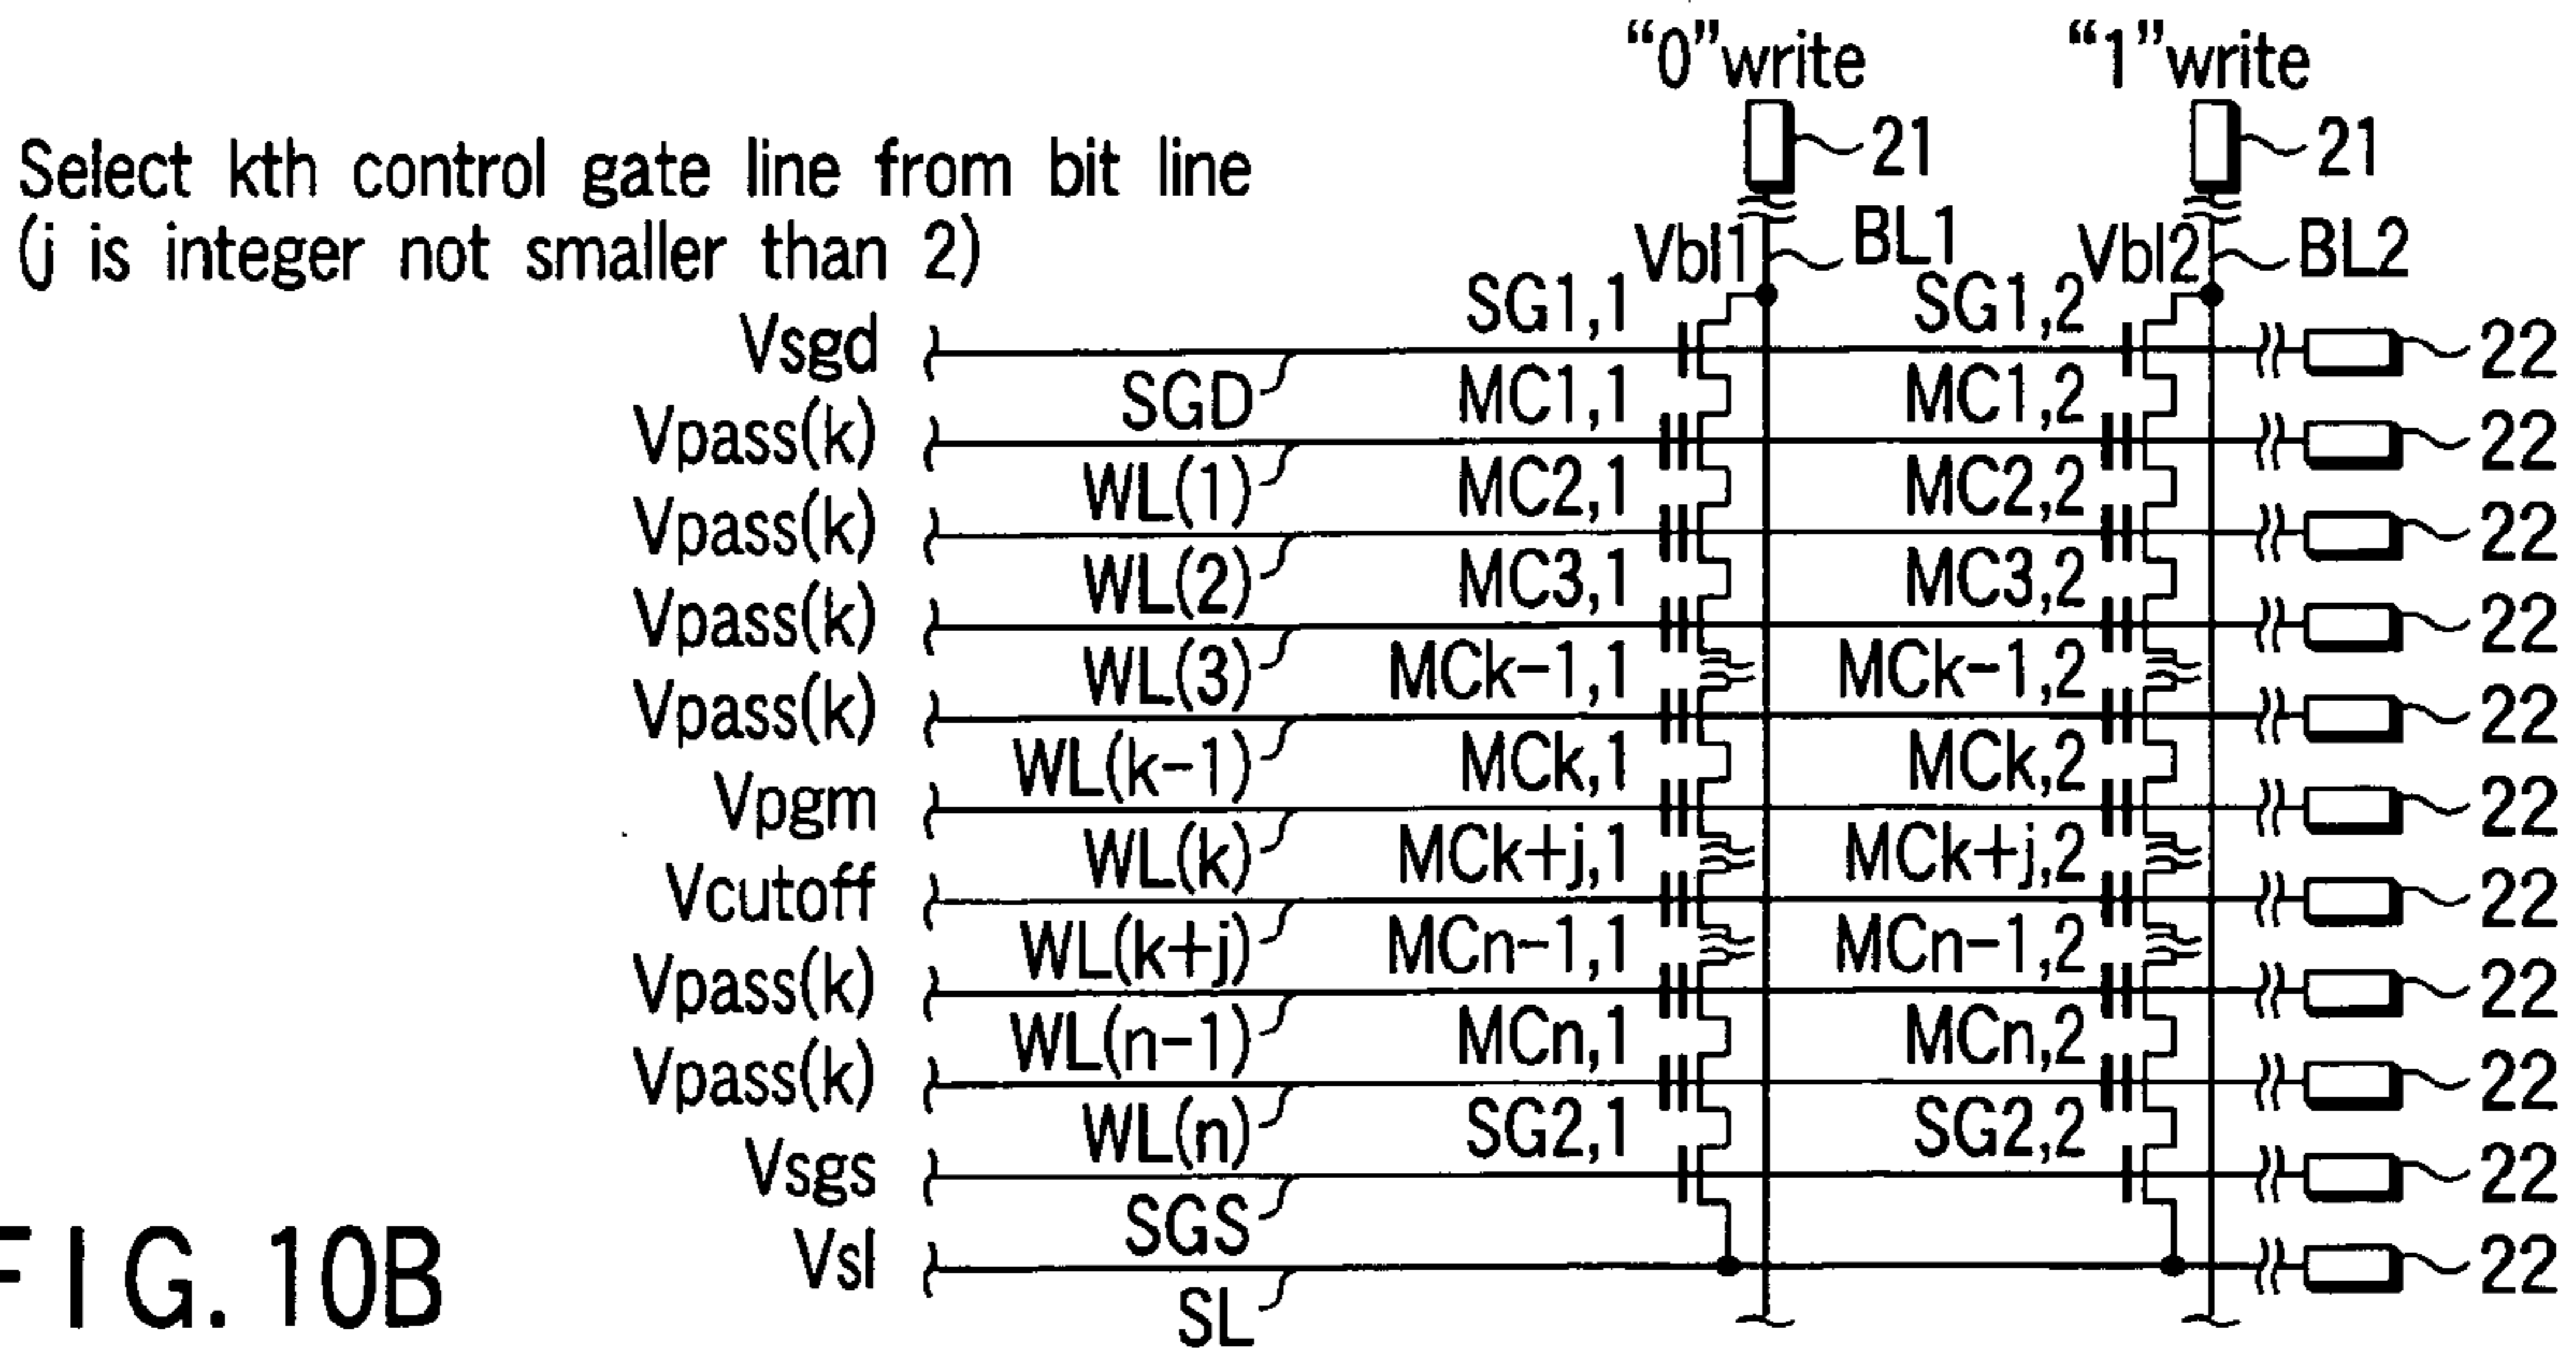 "0"write "1"write
21 21
Select kth control gate line from bit line
(j is integer not smaller than 2)
Vbl1 BL1 Vbl2 BL2
Vsgd SGD SG1,1 SG1,2 22
Vpass(k) WL(1) MC1,1 MC1,2 22
Vpass(k) WL(2) MC2,1 MC2,2 22
Vpass(k) WL(3) MC3,1 MC3,2 22
Vpass(k) WL(k-1) MCk-1,1 MCk-1,2 22
Vpgm WL(k) MCk,1 MCk,2 22
Vcutoff WL(k+j) MCk+j,1 MCk+j,2 22
Vpass(k) WL(n-1) MCn-1,1 MCn-1,2 22
Vpass(k) WL(n) MCn,1 MCn,2 22
Vsgs SGS SG2,1 SG2,2 22
Vsl SL 22
FIG. 10B